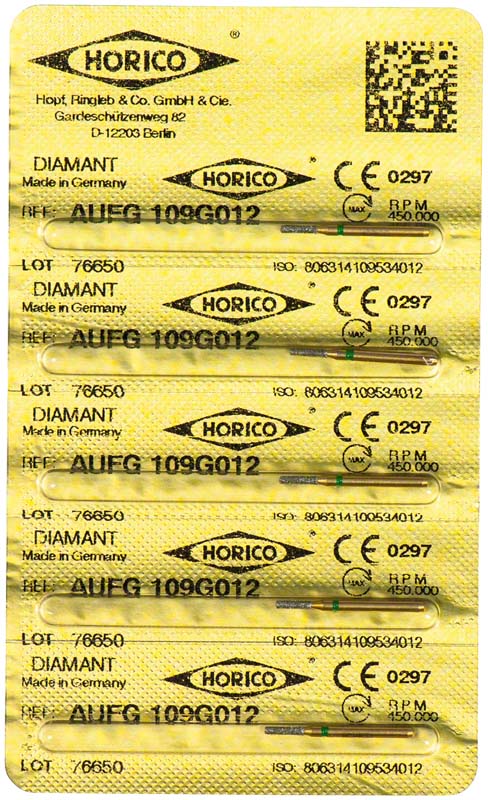 HORICO ®
Hopf, Ringleb & Co. GmbH & Cie.
Gardeschützenweg 82
D-12203 Berlin
DIAMANT
Made in Germany
HORICO ® CE 0297
REF: AUFG 109G012 MAX RPM 450.000
LOT 76650 ISO: 806314109534012
DIAMANT
Made in Germany
HORICO ® CE 0297
REF: AUFG 109G012 MAX RPM 450.000
LOT 76650 ISO: 806314109534012
DIAMANT
Made in Germany
HORICO ® CE 0297
REF: AUFG 109G012 MAX RPM 450.000
LOT 76650 ISO: 806314109534012
DIAMANT
Made in Germany
HORICO ® CE 0297
REF: AUFG 109G012 MAX RPM 450.000
LOT 76650 ISO: 806314109534012
DIAMANT
Made in Germany
HORICO ® CE 0297
REF: AUFG 109G012 MAX RPM 450.000
LOT 76650 ISO: 806314109534012